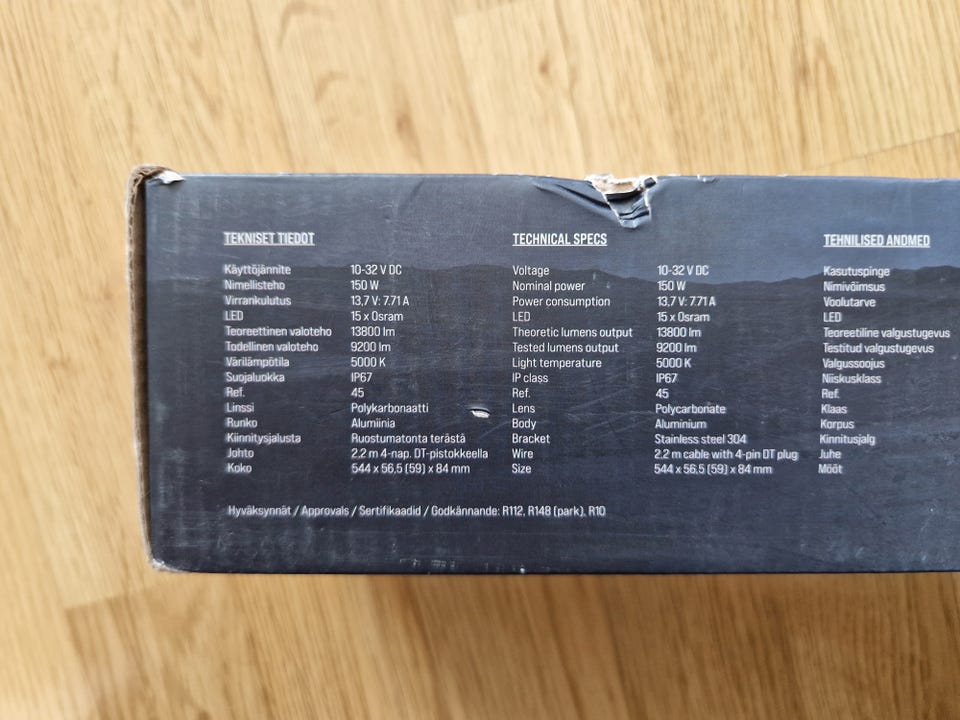 TEKNISET TIEDOT
Käyttöjännite 10-32 V DC
Nimellisteho 150 W
Virrankulutus 13,7 V: 7.71 A
LED 15 x Osram
Teoreettinen valoteho 13800 lm
Todellinen valoteho 9200 lm
Värilämpötila 5000 K
Suojaluokka IP67
Ref. 45
Linssi Polykarbonaatti
Runko Alumiinia
Kiinnitysjalusta Ruostumatonta terästä
Johto 2.2 m 4-nap. DT-pistokkeella
Koko 544 x 56,5 (59) x 84 mm
TECHNICAL SPECS
Voltage 10-32 V DC
Nominal power 150 W
Power consumption 13,7 V: 7.71 A
LED 15 x Osram
Theoretic lumens output 13800 lm
Tested lumens output 9200 lm
Light temperature 5000 K
IP class IP67
Ref. 45
Lens Polycarbonate
Body Aluminium
Bracket Stainless steel 304
Wire 2.2 m cable with 4-pin DT plug
Size 544 x 56,5 (59) x 84 mm
TEHNILISED ANDMED
Kasutuspinge
Nimivõimsus
Voolutarve
LED
Teoreetiline valgustugevus
Testitud valgustugevus
Valgussoojus
Niiskusklass
Ref.
Klaas
Korpus
Kinnitusjalg
Juhe
Mõõt
Hyväksynnät / Approvals / Sertifikaadid / Godkännande: R112, R148 (park), R10